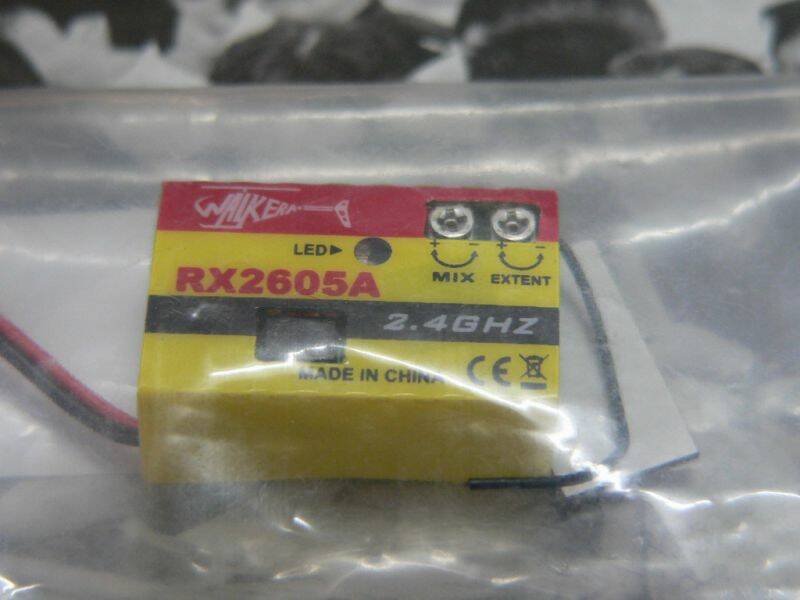 WALKERA
LED▶
+ - + -
MIX EXTENT
RX2605A
2.4GHZ
MADE IN CHINA CE